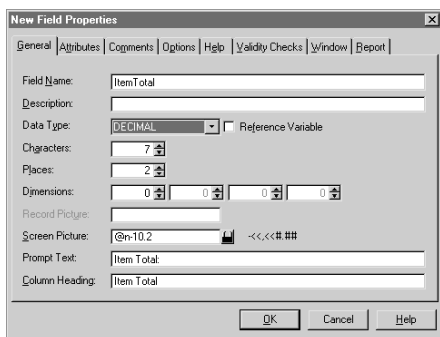 New Field Properties
General Attributes Comments Options Help Validity Checks Window Report
Field Name: ItemTotal
Description:
Data Type: DECIMAL Reference Variable
Characters: 7
Places: 2
Dimensions: 0 0 0 0
Record Picture:
Screen Picture: @n-10.2 -<<,<<#.##
Prompt Text: Item Total:
Column Heading: Item Total
OK Cancel Help